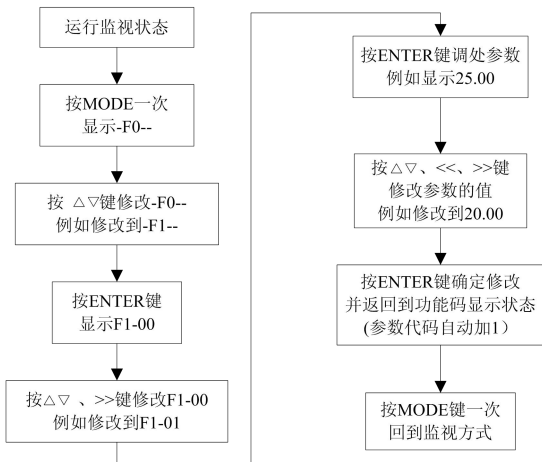 运行监视状态
按MODE一次
显示-F0--
按 △▽键修改-F0--
例如修改到-F1--
按ENTER键
显示F1-00
按△▽ 、>>键修改F1-00
例如修改到F1-01
按ENTER键调处参数
例如显示25.00
按△▽、<<、>>键
修改参数的值
例如修改到20.00
按ENTER键确定修改
并返回到功能码显示状态
(参数代码自动加1）
按MODE键一次
回到监视方式